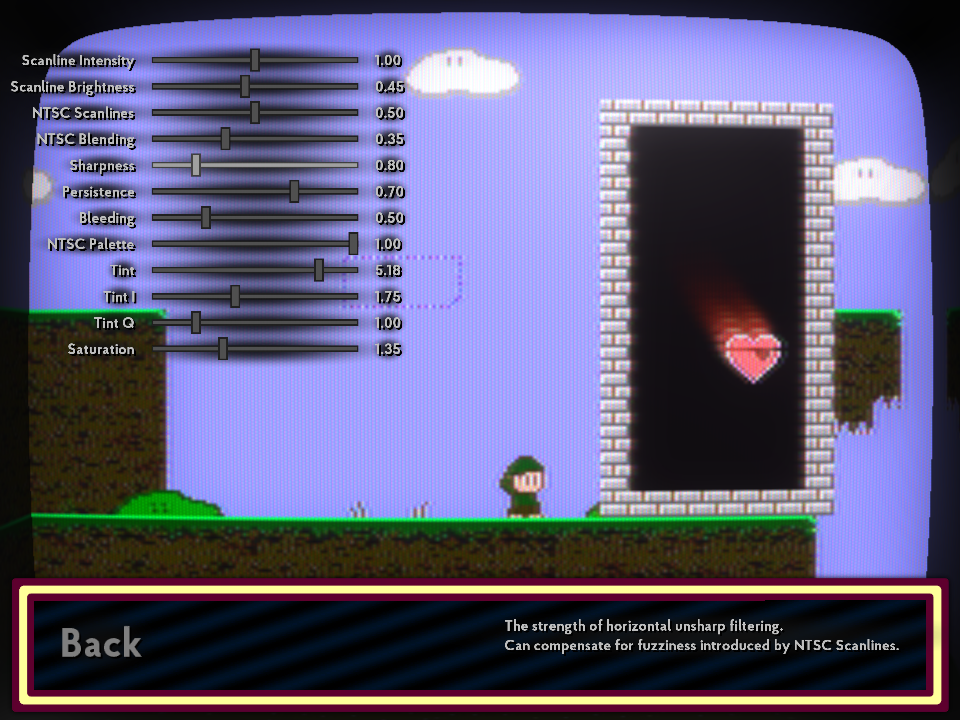 Scanline Intensity 1.00
Scanline Brightness 0.45
NTSC Scanlines 0.50
NTSC Blending 0.35
Sharpness 0.80
Persistence 0.70
Bleeding 0.50
NTSC Palette 1.00
Tint 5.18
Tint I 1.75
Tint Q 1.00
Saturation 1.35
Back
The strength of horizontal unsharp filtering.
Can compensate for fuzziness introduced by NTSC Scanlines.